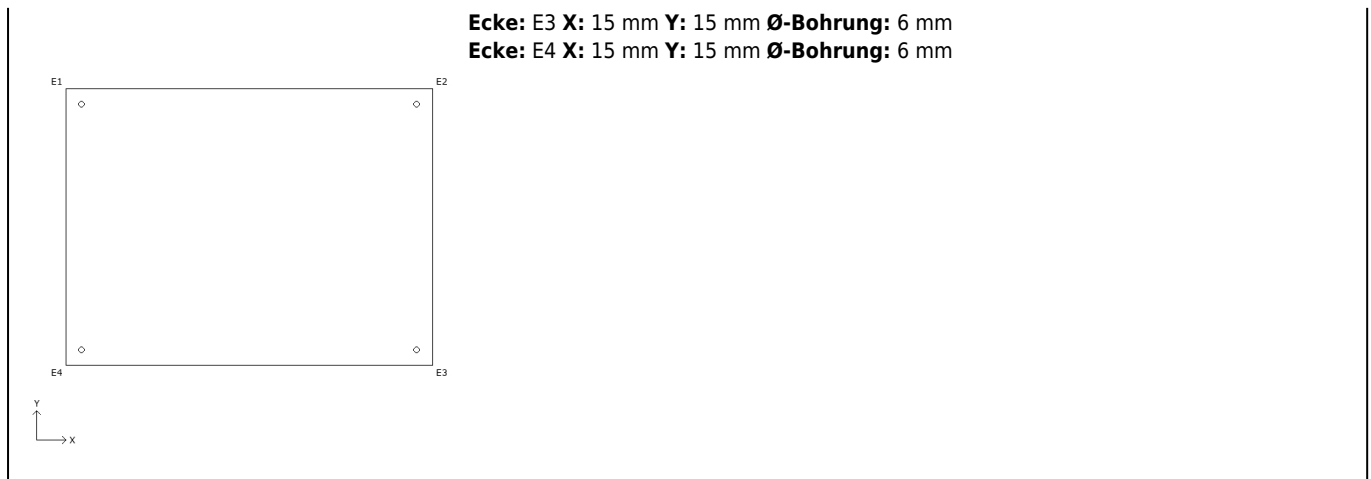 Ecke: E3 X: 15 mm Y: 15 mm Ø-Bohrung: 6 mm
Ecke: E4 X: 15 mm Y: 15 mm Ø-Bohrung: 6 mm
E1
E2
E4
E3
Y
X